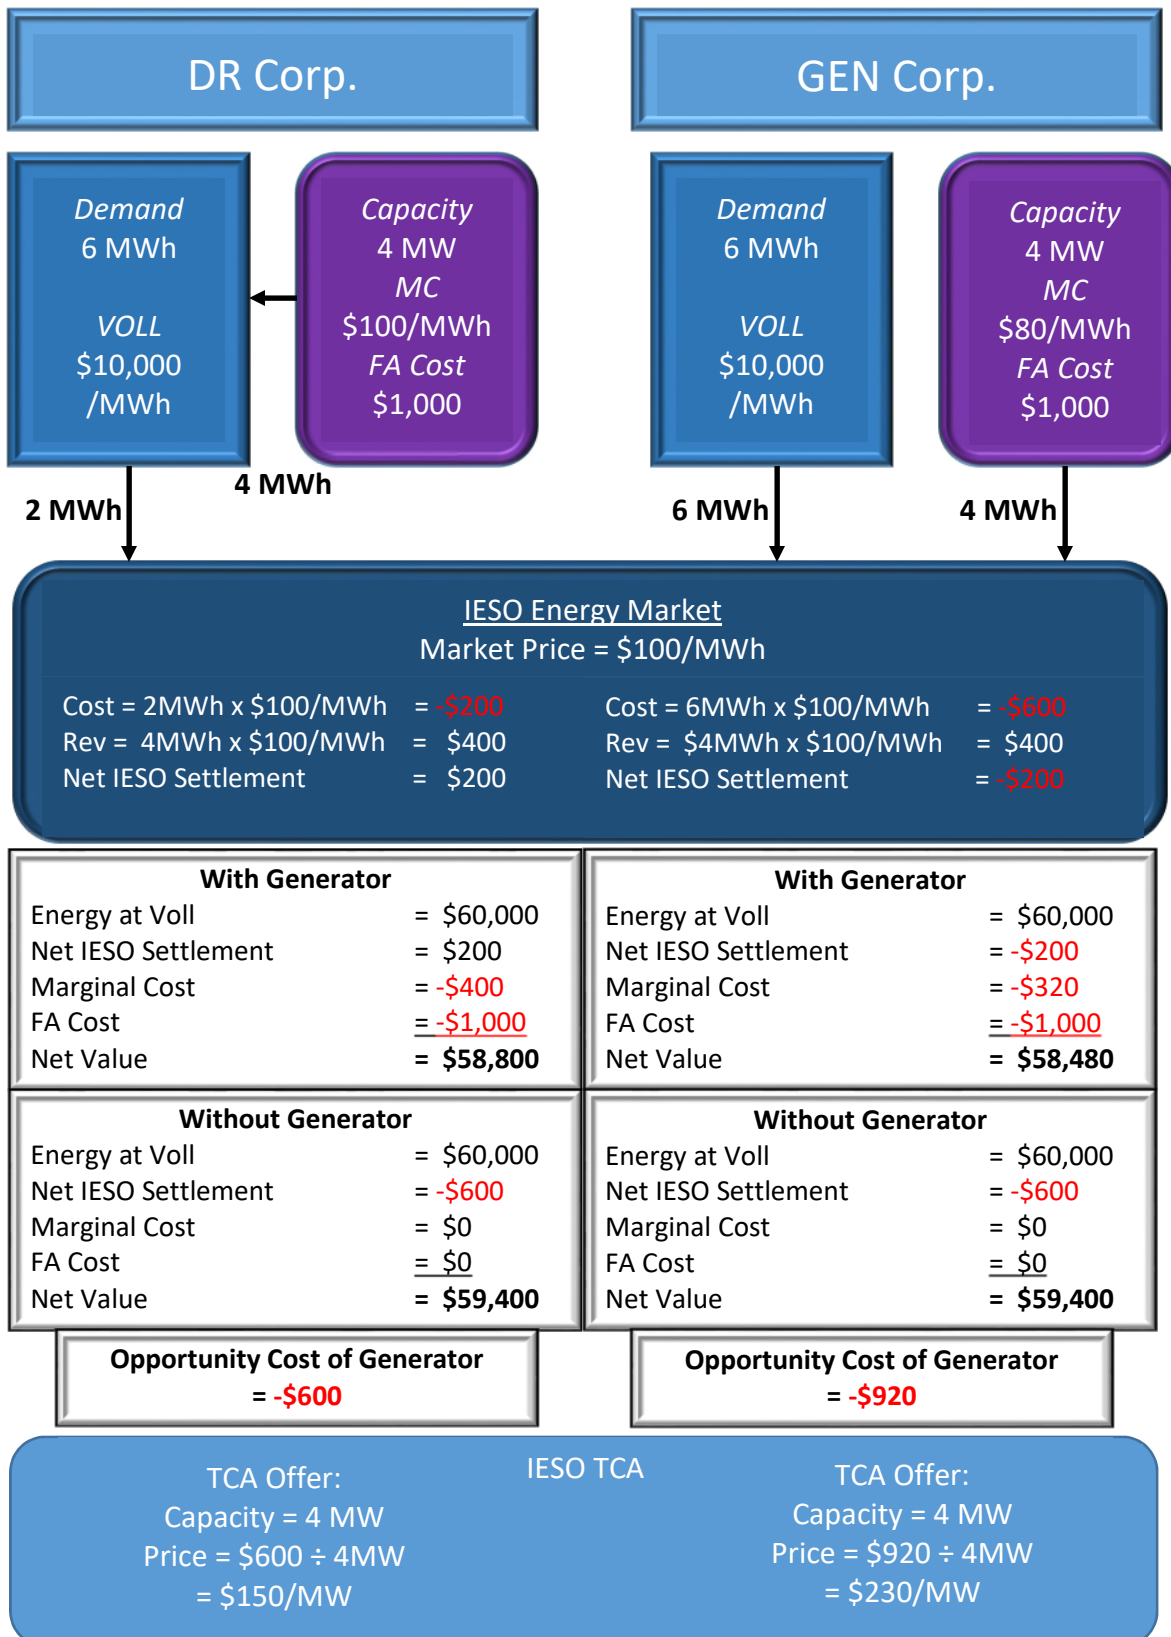 DR Corp.
GEN Corp.
Demand
6 MWh
VOLL
$10,000
/MWh
Capacity
4 MW
MC
$100/MWh
FA Cost
$1,000
Demand
6 MWh
VOLL
$10,000
/MWh
Capacity
4 MW
MC
$80/MWh
FA Cost
$1,000
2 MWh
4 MWh
6 MWh
4 MWh
IESO Energy Market
Market Price = $100/MWh
Cost = 2MWh x $100/MWh = -$200
Rev = 4MWh x $100/MWh = $400
Net IESO Settlement = $200
Cost = 6MWh x $100/MWh = -$600
Rev = $4MWh x $100/MWh = $400
Net IESO Settlement = -$200
With Generator
Energy at Voll = $60,000
Net IESO Settlement = $200
Marginal Cost = -$400
FA Cost = -$1,000
Net Value = $58,800
With Generator
Energy at Voll = $60,000
Net IESO Settlement = -$200
Marginal Cost = -$320
FA Cost = -$1,000
Net Value = $58,480
Without Generator
Energy at Voll = $60,000
Net IESO Settlement = -$600
Marginal Cost = $0
FA Cost = $0
Net Value = $59,400
Without Generator
Energy at Voll = $60,000
Net IESO Settlement = -$600
Marginal Cost = $0
FA Cost = $0
Net Value = $59,400
Opportunity Cost of Generator
= -$600
Opportunity Cost of Generator
= -$920
IESO TCA
TCA Offer:
Capacity = 4 MW
Price = $600 ÷ 4MW
= $150/MW
TCA Offer:
Capacity = 4 MW
Price = $920 ÷ 4MW
= $230/MW